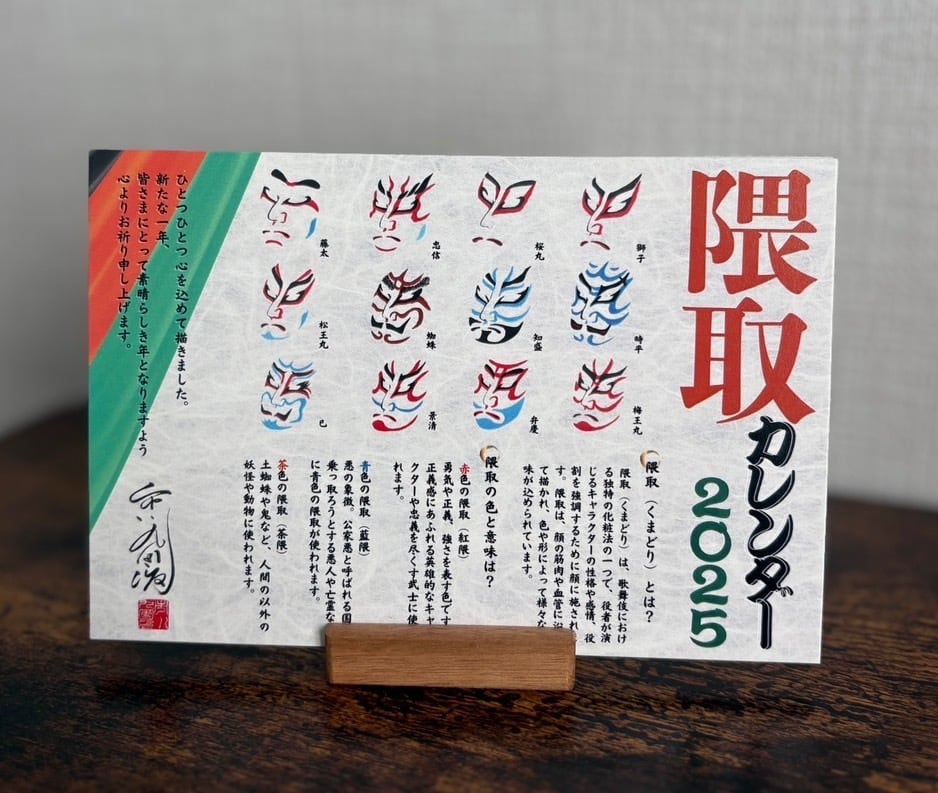 隈取
カレンダー
2025
獅子
桜丸
忠信
藤太
時平
知盛
蜘蛛
松王丸
梅王丸
弁慶
景清
己
隈取（くまどり）とは？
隈取（くまどり）は、歌舞伎におけ
る独特の化粧法の一つで、役者が演
じるキャラクターの性格や感情、役
割を強調するために顔に施され
す。隈取は、顔の筋肉や血管に沿
て描かれ、色や形によって様々な
味が込められています。
隈取の色と意味は？
赤色の隈取（紅隈）
勇気や正義、強さを表す色です
正義感にあふれる英雄的なキャ
クターや忠義を尽くす武士に使
れます。
青色の隈取（藍隈）
悪の象徴。公家悪と呼ばれる国
乗っ取ろうとする悪人や亡霊な
に青色の隈取が使われます。
茶色の隈取（茶隈）
土蜘蛛や鬼など、人間の以外の
妖怪や動物に使われます。
ひとつひとつ心を込めて描きました。
新たな一年、
皆さまにとって素晴らしき年となりますよう
心よりお祈り申し上げます。